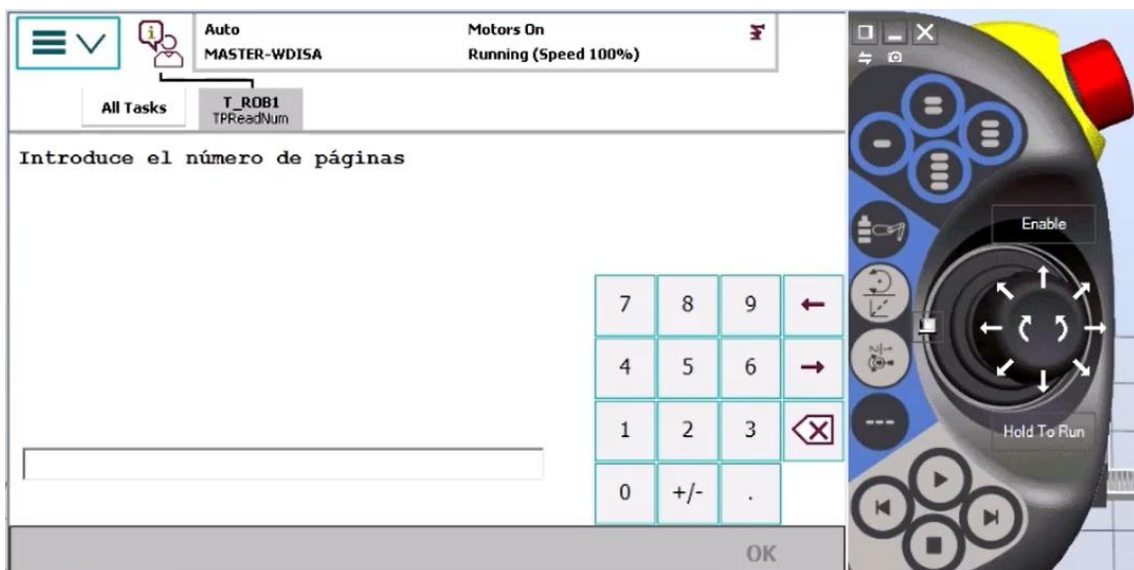 Auto
MASTER-WDISA
Motors On
Running (Speed 100%)
All Tasks
T_ROB1
TPReadNum
Introduce el número de páginas
7 8 9
4 5 6
1 2 3
0 +/- .
OK
Enable
Hold To Run